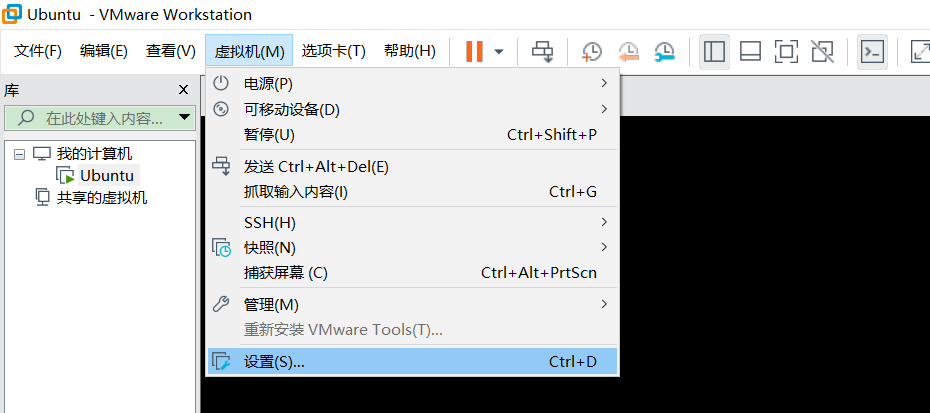 Ubuntu - VMware Workstation
文件(F) 编辑(E) 查看(V) 虚拟机(M) 选项卡(T) 帮助(H)
库
在此处键入内容...
我的计算机
Ubuntu
共享的虚拟机
电源(P)
可移动设备(D)
暂停(U) Ctrl+Shift+P
发送 Ctrl+Alt+Del(E)
抓取输入内容(I) Ctrl+G
SSH(H)
快照(N)
捕获屏幕 (C) Ctrl+Alt+PrtScn
管理(M)
重新安装 VMware Tools(T)...
设置(S)... Ctrl+D